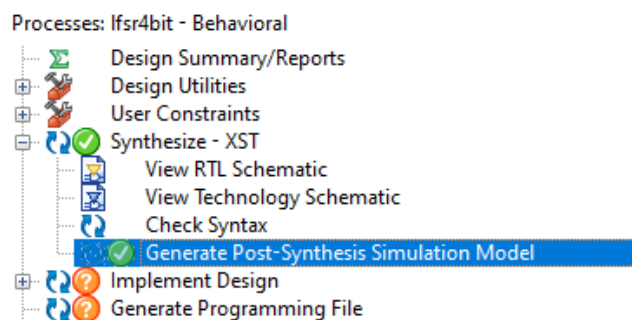 Processes: lfsr4bit - Behavioral
Design Summary/Reports
Design Utilities
User Constraints
Synthesize - XST
View RTL Schematic
View Technology Schematic
Check Syntax
Generate Post-Synthesis Simulation Model
Implement Design
Generate Programming File